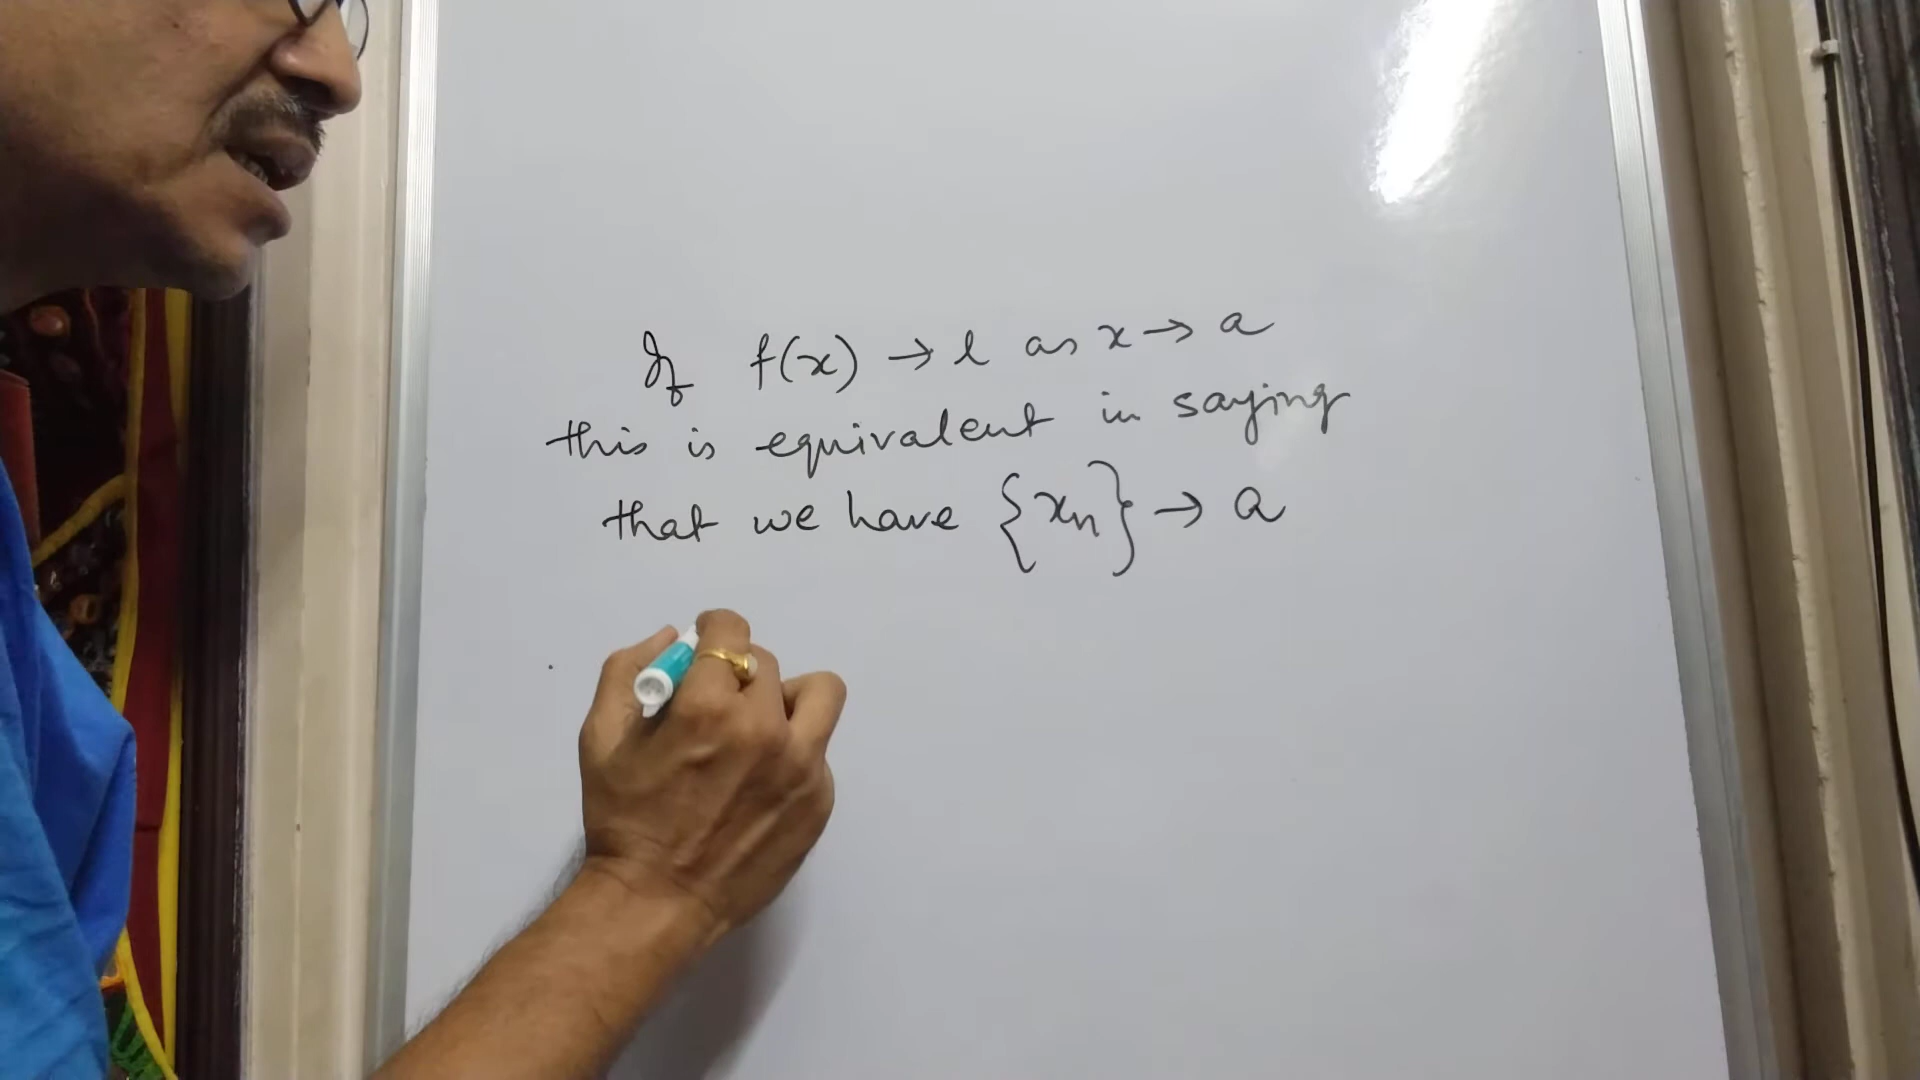 If f(x) → l as x → a
this is equivalent in saying
that we have {xn} → a